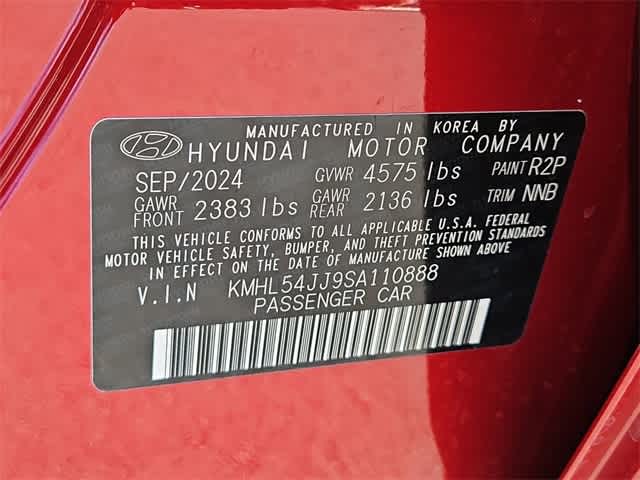 MANUFACTURED IN KOREA BY
HYUNDAI MOTOR COMPANY
SEP/2024 GVWR 4575 lbs PAINT R2P
GAWR FRONT 2383 lbs GAWR REAR 2136 lbs TRIM NNB
THIS VEHICLE CONFORMS TO ALL APPLICABLE U.S.A. FEDERAL
MOTOR VEHICLE SAFETY, BUMPER, AND THEFT PREVENTION STANDARDS
IN EFFECT ON THE DATE OF MANUFACTURE SHOWN ABOVE
V.I.N KMHL54JJ9SA110888
PASSENGER CAR